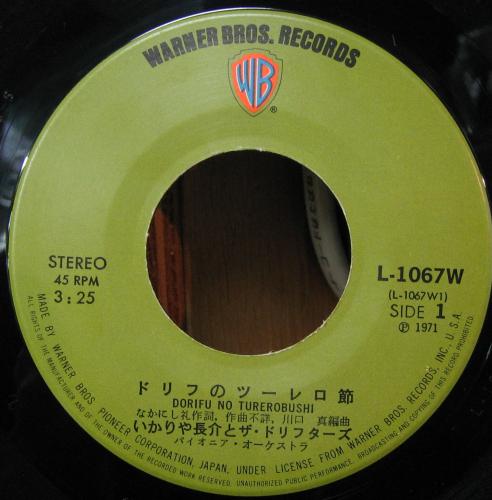 WARNER BROS. RECORDS
WB
®
STEREO
45 RPM
3:25
L-1067W
(L-1067W1)
SIDE 1
Ⓟ 1971
ドリフのツーレロ節
DORIFU NO TUREROBUSHI
なかにし礼作詞、作曲不詳、川口 真編曲
いかりや長介とザ・ドリフターズ
パイオニア・オーケストラ
MADE BY WARNER BROS. PIONEER CORPORATION, JAPAN, UNDER LICENSE FROM WARNER BROS. RECORDS, INC., U.S.A.
ALL RIGHTS OF THE MANUFACTURER AND OF THE OWNER OF THE RECORDED WORK RESERVED. UNAUTHORIZED PUBLIC PERFORMANCE, BROADCASTING AND COPYING OF THIS RECORD PROHIBITED.